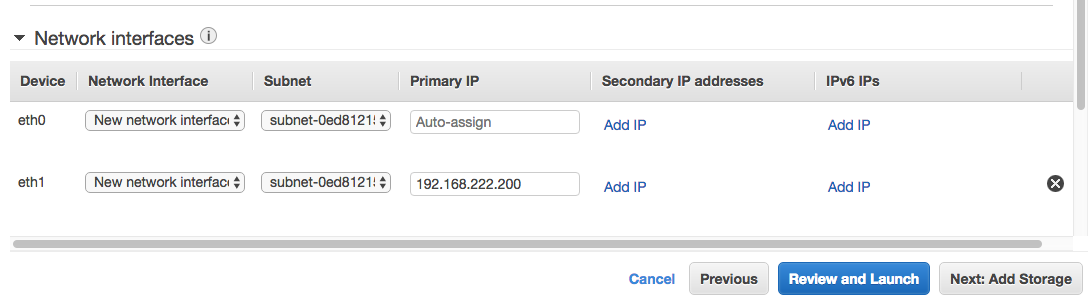 Network interfaces i
Device Network Interface Subnet Primary IP Secondary IP addresses IPv6 IPs
eth0 New network interfac subnet-0ed8121 Auto-assign Add IP Add IP
eth1 New network interfac subnet-0ed8121 192.168.222.200 Add IP Add IP
Cancel Previous Review and Launch Next: Add Storage